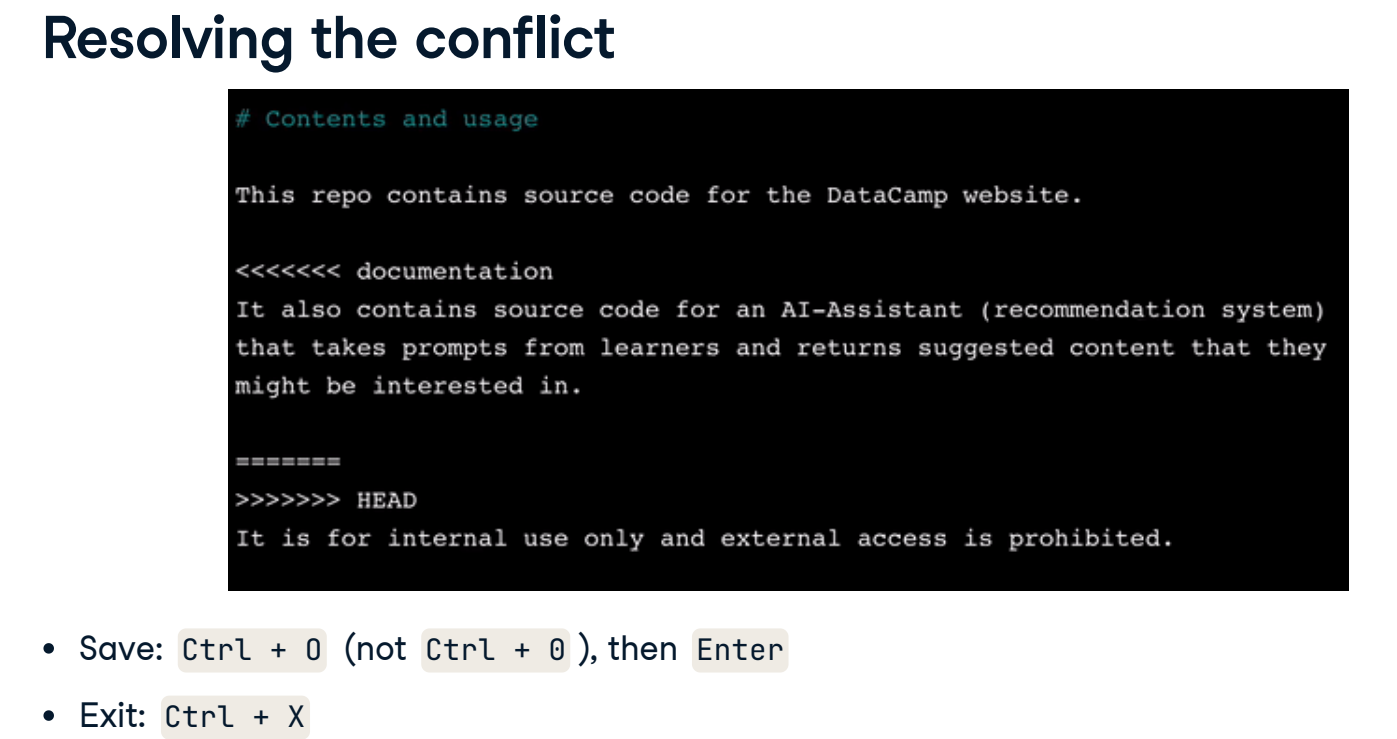 Resolving the conflict
# Contents and usage
This repo contains source code for the DataCamp website.
<<<<<<< documentation
It also contains source code for an AI-Assistant (recommendation system)
that takes prompts from learners and returns suggested content that they
might be interested in.
=======
>>>>>>> HEAD
It is for internal use only and external access is prohibited.
• Save: Ctrl + O (not Ctrl + 0), then Enter
• Exit: Ctrl + X